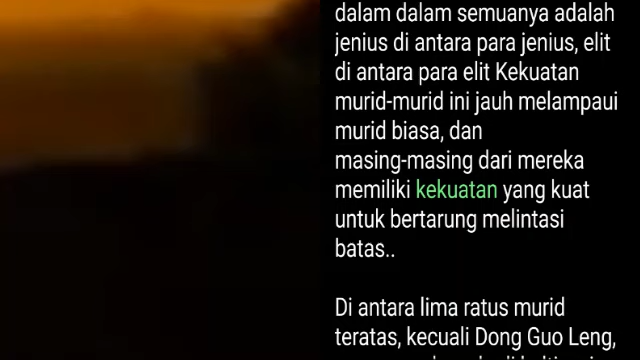 dalam dalam semuanya adalah
jenius di antara para jenius, elit
di antara para elit Kekuatan
murid-murid ini jauh melampaui
murid biasa, dan
masing-masing dari mereka
memiliki kekuatan yang kuat
untuk bertarung melintasi
batas..
Di antara lima ratus murid
teratas, kecuali Dong Guo Leng,